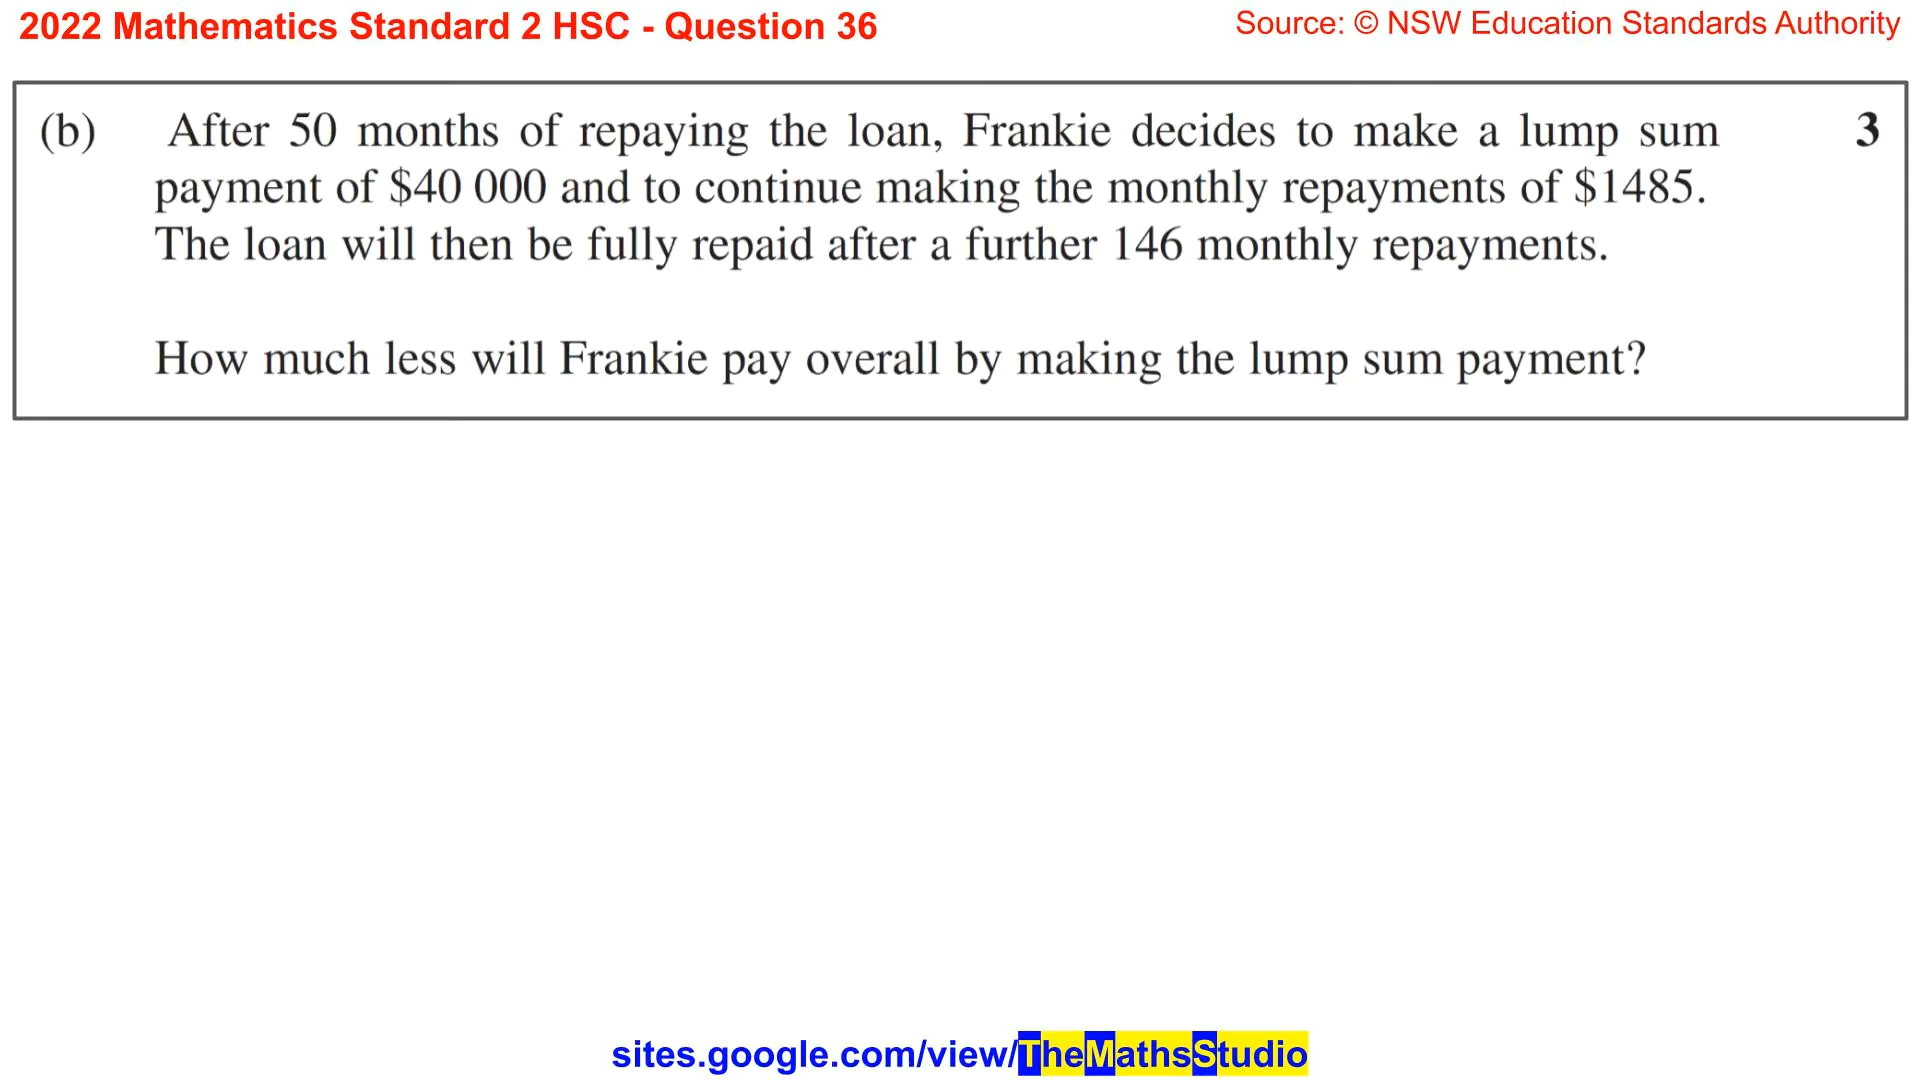 2022 Mathematics Standard 2 HSC - Question 36
Source: © NSW Education Standards Authority
(b) After 50 months of repaying the loan, Frankie decides to make a lump sum 3
payment of $40 000 and to continue making the monthly repayments of $1485.
The loan will then be fully repaid after a further 146 monthly repayments.
How much less will Frankie pay overall by making the lump sum payment?
sites.google.com/view/TheMathsStudio